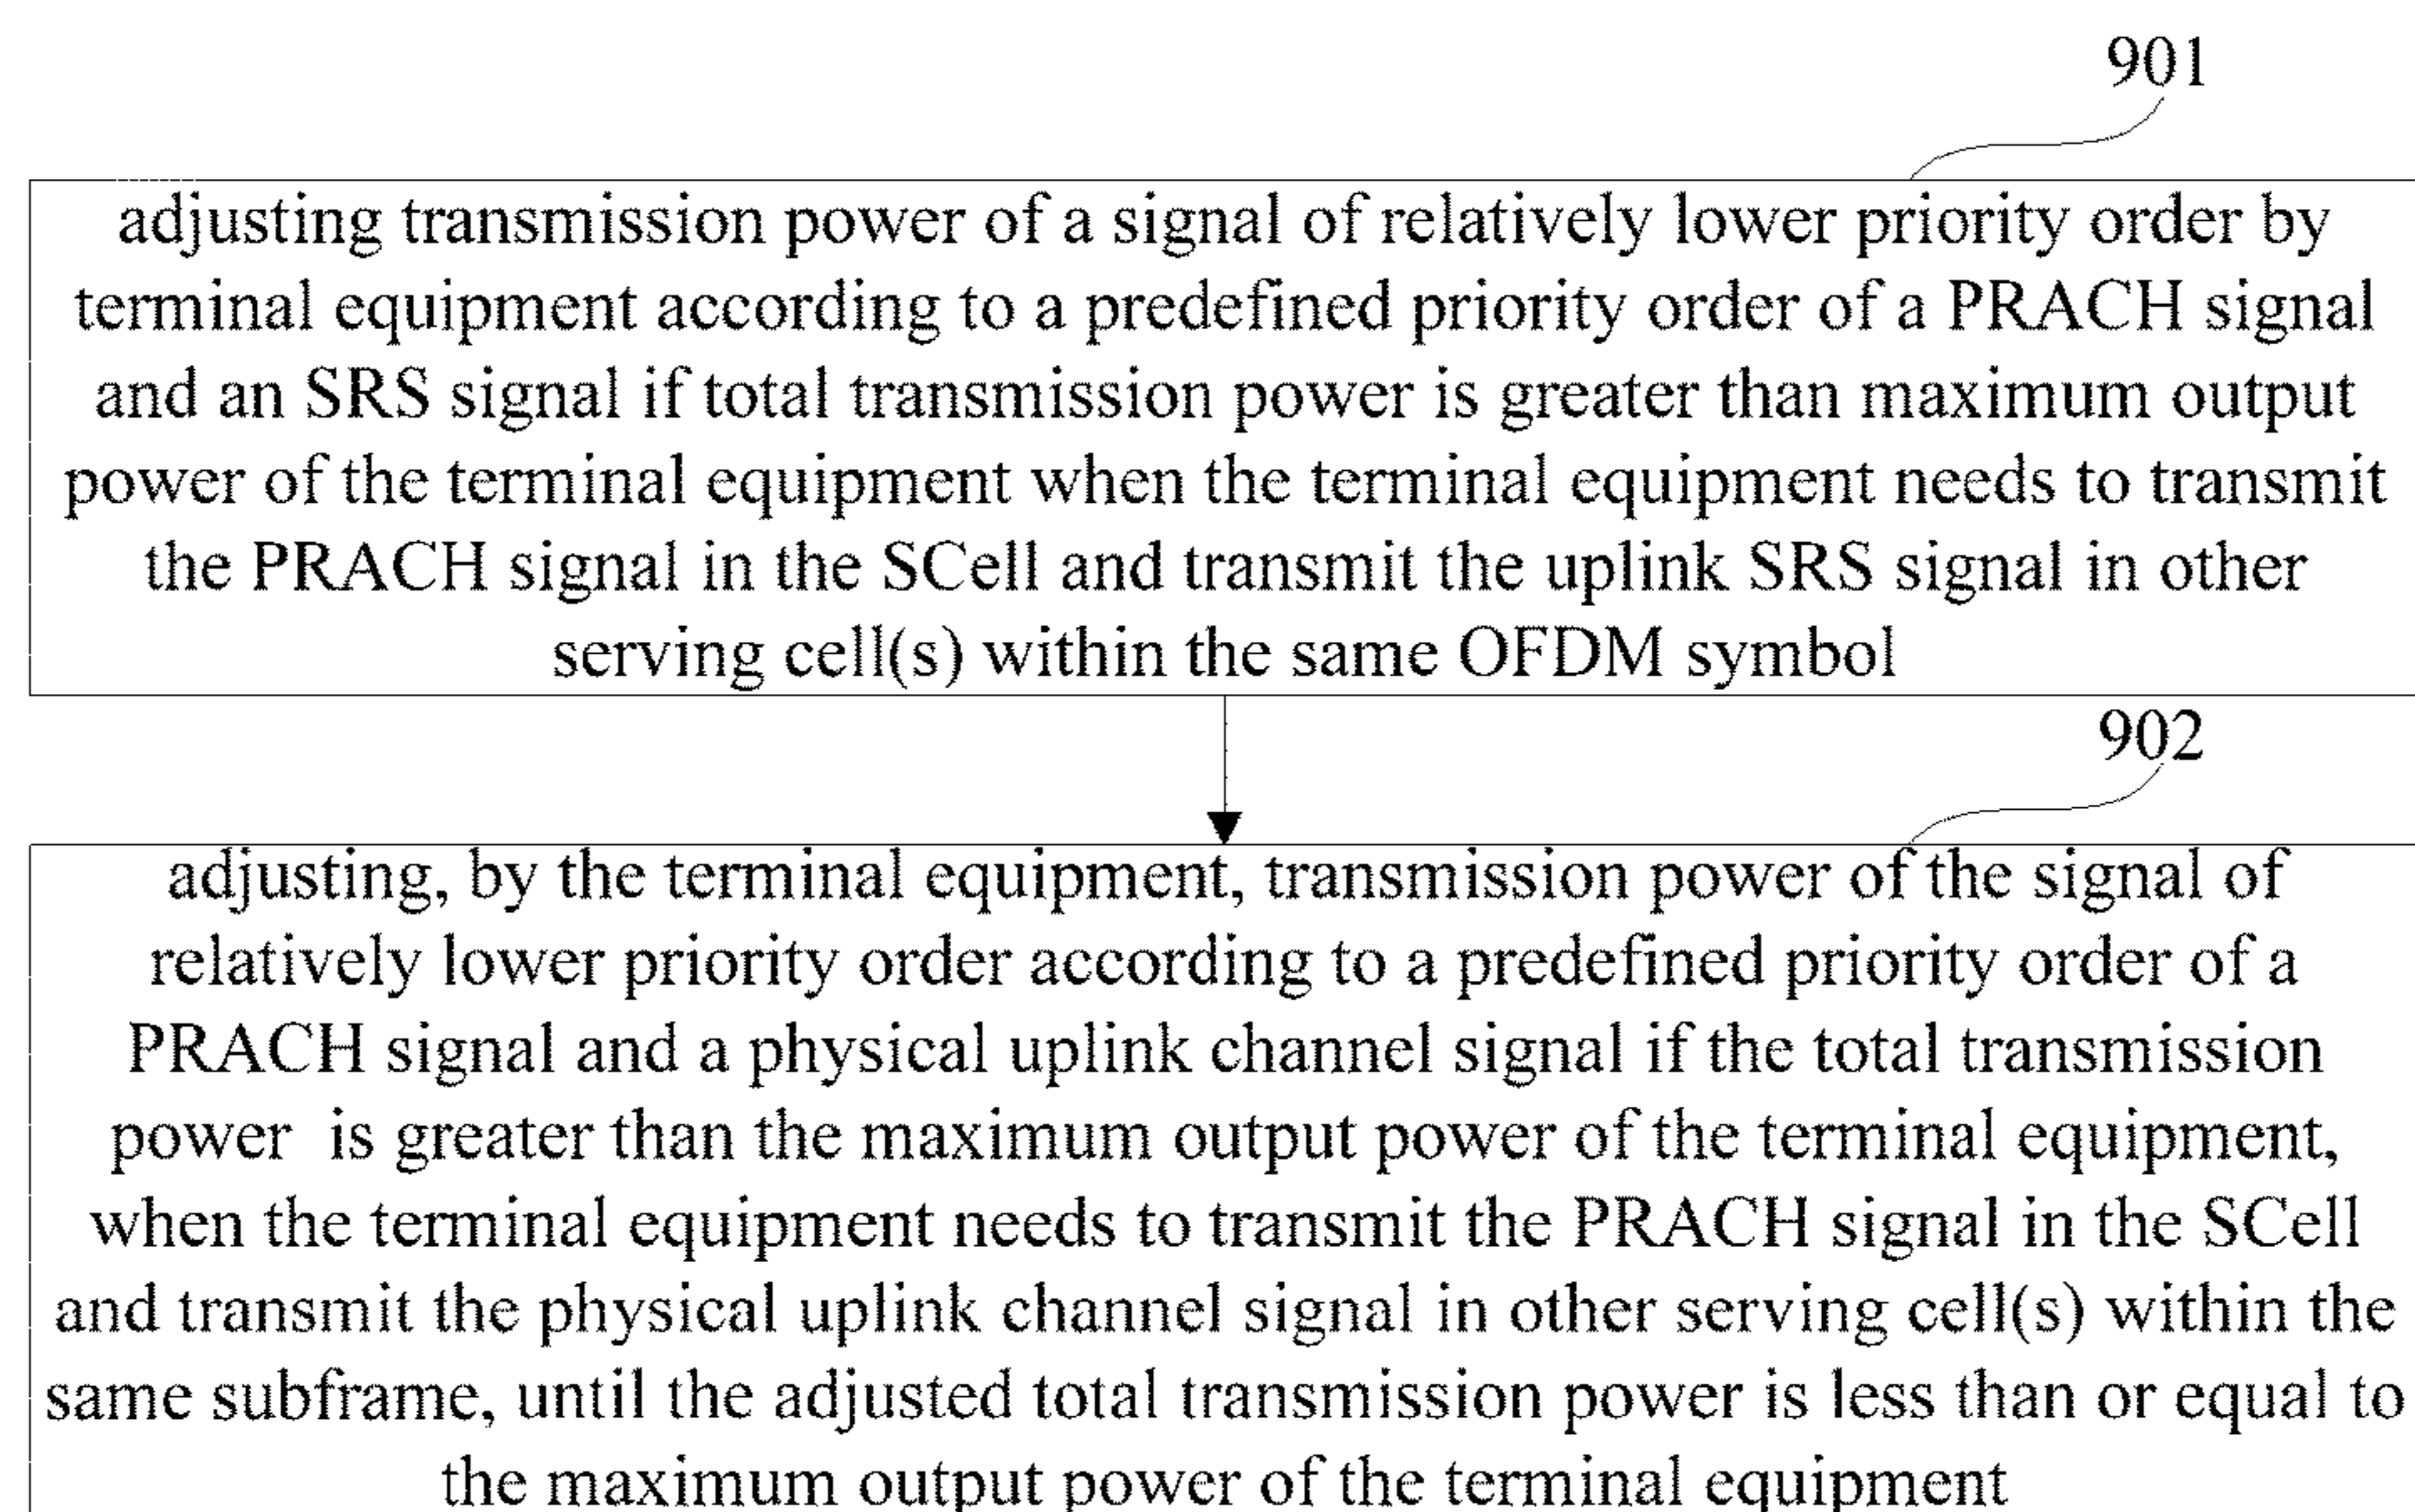 901
adjusting transmission power of a signal of relatively lower priority order by
terminal equipment according to a predefined priority order of a PRACH signal
and an SRS signal if total transmission power is greater than maximum output
power of the terminal equipment when the terminal equipment needs to transmit
the PRACH signal in the SCell and transmit the uplink SRS signal in other
serving cell(s) within the same OFDM symbol
902
adjusting, by the terminal equipment, transmission power of the signal of
relatively lower priority order according to a predefined priority order of a
PRACH signal and a physical uplink channel signal if the total transmission
power is greater than the maximum output power of the terminal equipment,
when the terminal equipment needs to transmit the PRACH signal in the SCell
and transmit the physical uplink channel signal in other serving cell(s) within the
same subframe, until the adjusted total transmission power is less than or equal to
the maximum output power of the terminal equipment